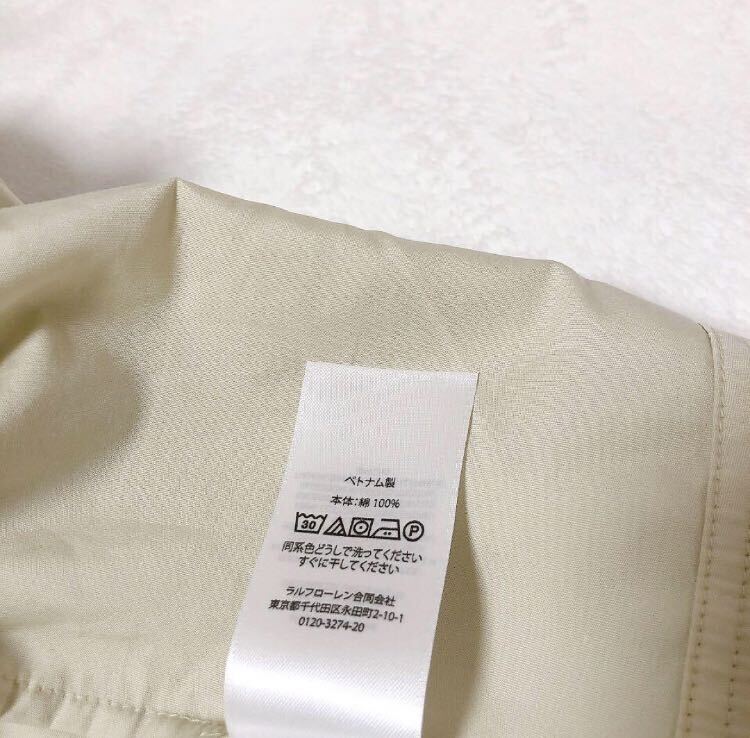 ベトナム製
本体:綿 100%
30 P
同系色どうしで洗ってください
すぐに干してください
ラルフローレン合同会社
東京都千代田区永田町2-10-1
0120-3274-20